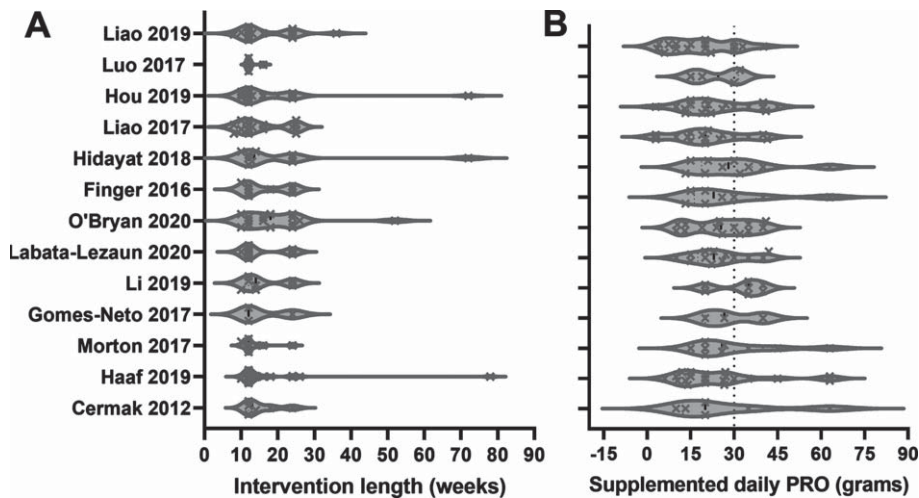 A
B
Liao 2019
Luo 2017
Hou 2019
Liao 2017
Hidayat 2018
Finger 2016
O'Bryan 2020
Labata-Lezaun 2020
Li 2019
Gomes-Neto 2017
Morton 2017
Haaf 2019
Cermak 2012
0 10 20 30 40 50 60 70 80 90
-15 0 15 30 45 60 75 90
Intervention length (weeks)
Supplemented daily PRO (grams)